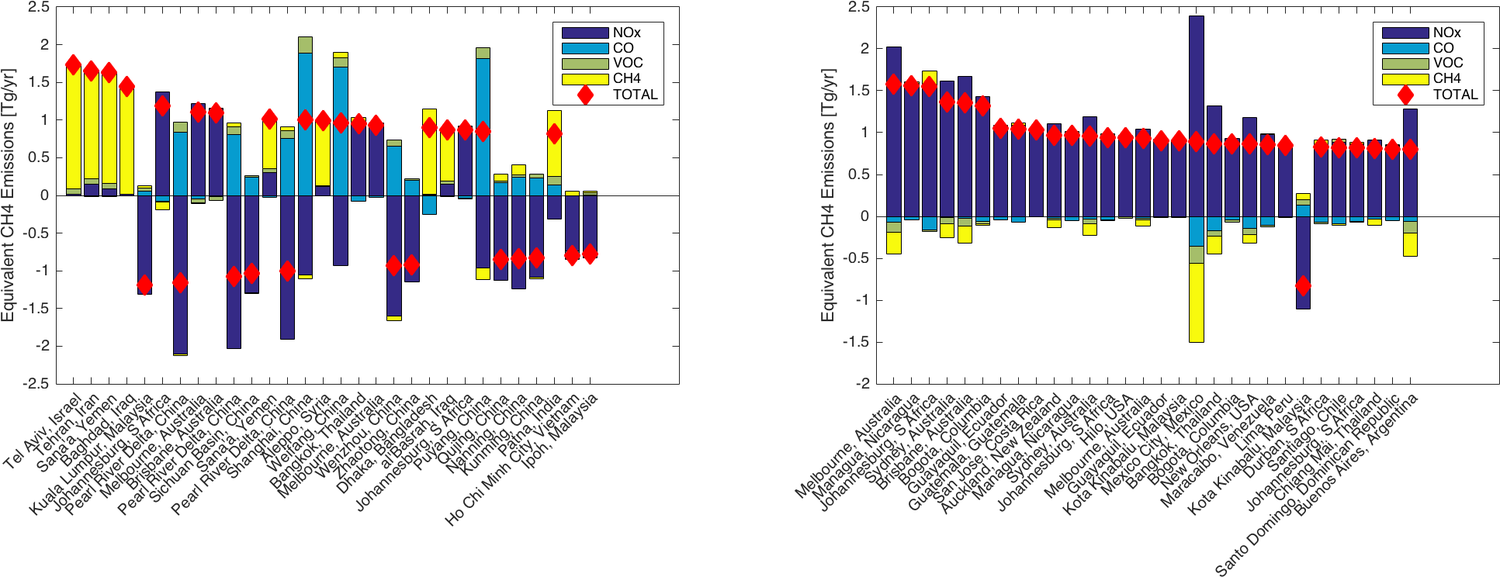 Equivalent CH4 Emissions [Tg/yr]
2.5
2
1.5
1
0.5
0
-0.5
-1
-1.5
-2
-2.5
NOx
CO
VOC
CH4
TOTAL
Tel Aviv, Israel
Tehran, Iran
Sana'a, Yemen
Baghdad, Iraq
Kuala Lumpur, Malaysia
Johannesburg, S Africa
Pearl River Delta, China
Melbourne, Australia
Brisbane, Australia
Pearl River Delta, China
Sichuan Basin, China
Sanaa, Yemen
Pearl River Delta, China
Shanghai, China
Aleppo, Syria
Weifang, China
Bangkok, Thailand
Melbourne, Australia
Wenzhou, China
Zhaotong, China
Dhaka, Bangladesh
alBasrah, Iraq
Johannesburg, S Africa
Puyang, China
Qujing, China
Nanning, China
Kunming, China
Patna, India
Ho Chi Minh City, Vietnam
Ipoh, Malaysia
Equivalent CH4 Emissions [Tg/yr]
2.5
2
1.5
1
0.5
0
-0.5
-1
-1.5
-2
NOx
CO
VOC
CH4
TOTAL
Melbourne, Australia
Managua, Nicaragua
Johannesburg, S Africa
Sydney, Australia
Brisbane, Australia
Bogota, Columbia
Guayaquil, Ecuador
Guatemala, Guatemala
San Jose, Costa Rica
Auckland, New Zealand
Managua, Nicaragua
Sydney Australia
Johannesburg, S Africa
Hilo, USA
Melbourne, Australia
Guayaquil, Ecuador
Kota Kinabalu Malaysia
Mexico City, Mexico
Bangkok, Thailand
Bogota, Columbia
New Orleans, USA
Maracaibo, Venezuela
Lima, Peru
Kota Kinabalu, Malaysia
Durban, S Africa
Santiago, Chile
Johannesburg, S Africa
Chiang Mai, Thailand
Santo Domingo, Dominican Republic
Buenos Aires, Argentina